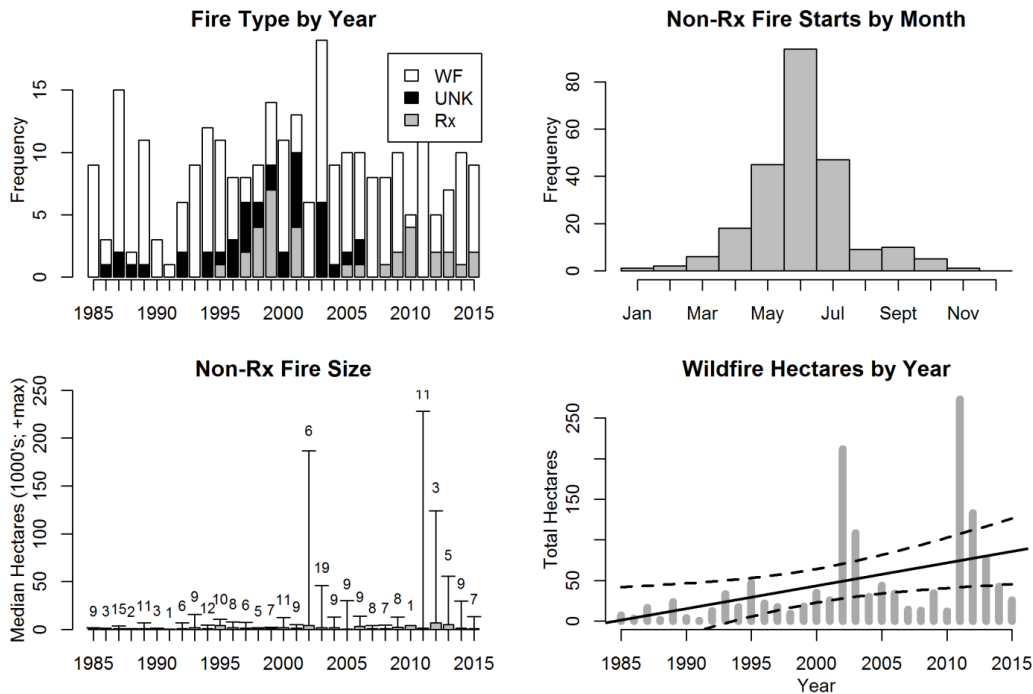 Fire Type by Year
Frequency
0 5 10 15
WF
UNK
Rx
1985 1990 1995 2000 2005 2010 2015
Non-Rx Fire Starts by Month
Frequency
0 20 40 60 80
Jan Mar May Jul Sept Nov
Non-Rx Fire Size
Median Hectares (1000's; +max)
0 50 100 150 200 250
9 3 15 2 11 3 1 6 9 12 10 8 6 5 7 11 9 6 19 9 9 9 8 7 8 1 11 3 5 9 7
1985 1990 1995 2000 2005 2010 2015
Wildfire Hectares by Year
Total Hectares
0 50 150 250
1985 1990 1995 2000 2005 2010 2015
Year